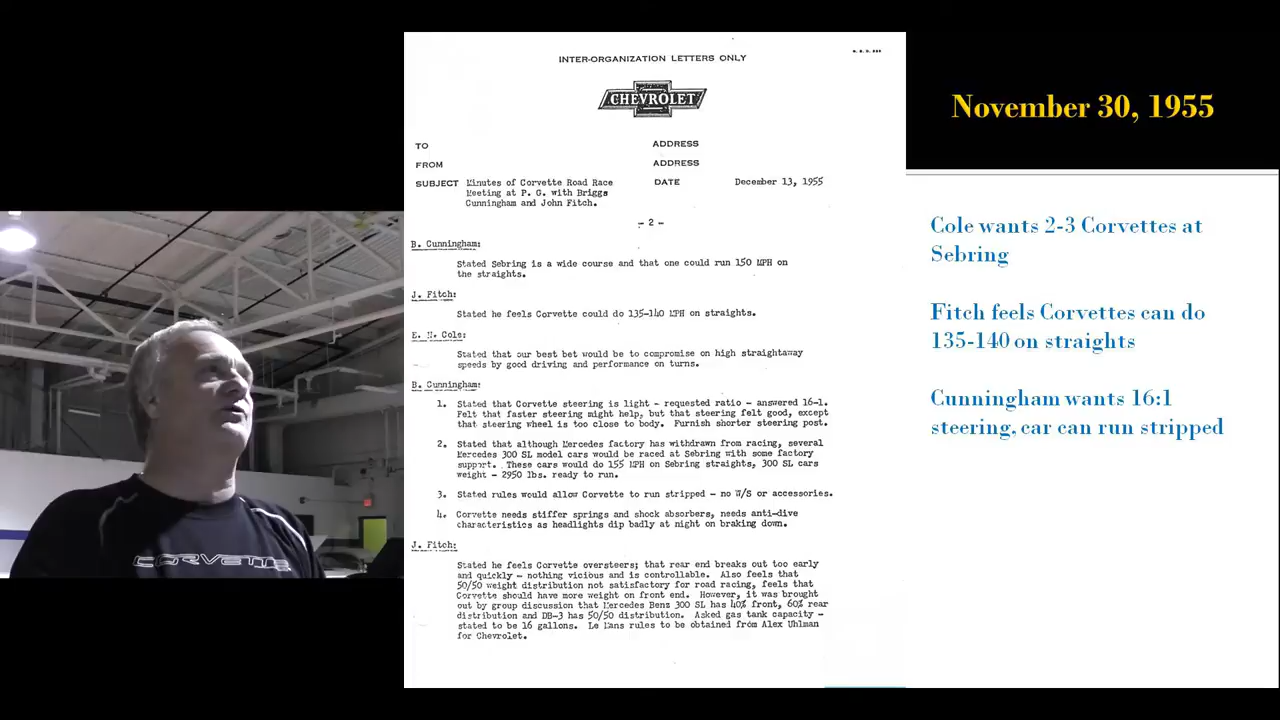 INTER-ORGANIZATION LETTERS ONLY
CHEVROLET
TO
ADDRESS
FROM
ADDRESS
SUBJECT Minutes of Corvette Road Race
Meeting at P. G. with Briggs
Cunningham and John Fitch.
DATE December 13, 1955
- 2 -
B. Cunningham:
Stated Sebring is a wide course and that one could run 150 MPH on
the straights.
J. Fitch:
Stated he feels Corvette could do 135-140 MPH on straights.
E. N. Cole:
Stated that our best bet would be to compromise on high straightaway
speeds by good driving and performance on turns.
B. Cunningham:
1. Stated that Corvette steering is light - requested ratio - answered 16-1.
Felt that faster steering might help, but that steering felt good, except
that steering wheel is too close to body. Furnish shorter steering post.
2. Stated that although Mercedes factory has withdrawn from racing, several
Mercedes 300 SL model cars would be raced at Sebring with some factory
support. These cars would do 155 MPH on Sebring straights, 300 SL cars
weight - 2950 lbs. ready to run.
3. Stated rules would allow Corvette to run stripped - no W/S or accessories.
4. Corvette needs stiffer springs and shock absorbers, needs anti-dive
characteristics as headlights dip badly at night on braking down.
J. Fitch:
Stated he feels Corvette oversteers; that rear end breaks out too early
and quickly - nothing vicious and is controllable. Also feels that
50/50 weight distribution not satisfactory for road racing, feels that
Corvette should have more weight on front end. However, it was brought
out by group discussion that Mercedes Benz 300 SL has 40% front, 60% rear
distribution and DB-3 has 50/50 distribution. Asked gas tank capacity -
stated to be 16 gallons. Le Mans rules to be obtained from Alex Uhlman
for Chevrolet.
November 30, 1955
Cole wants 2-3 Corvettes at
Sebring
Fitch feels Corvettes can do
135-140 on straights
Cunningham wants 16:1
steering, car can run stripped
CORVETTE